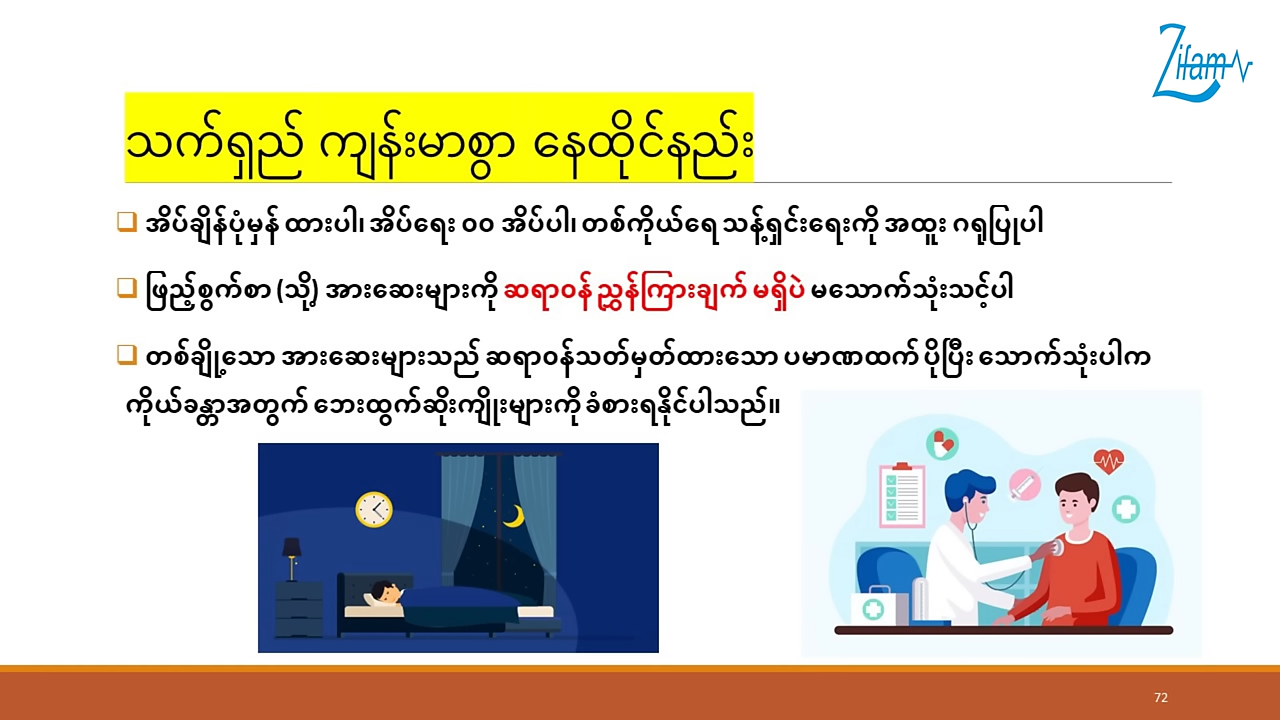 Zifam
သက်ရှည် ကျန်းမာစွာ နေထိုင်နည်း
အိပ်ချိန်ပုံမှန် ထားပါ၊ အိပ်ရေး ၀၀ အိပ်ပါ၊ တစ်ကိုယ်ရေ သန့်ရှင်းရေးကို အထူး ဂရုပြုပါ
ဖြည့်စွက်စာ (သို့) အားဆေးများကို ဆရာဝန် ညွှန်ကြားချက် မရှိပဲ မသောက်သုံးသင့်ပါ
တစ်ချို့သော အားဆေးများသည် ဆရာဝန်သတ်မှတ်ထားသော ပမာဏထက် ပိုပြီး သောက်သုံးပါက
ကိုယ်ခန္တာအတွက် ဘေးထွက်ဆိုးကျိုးများကို ခံစားရနိုင်ပါသည်။
72